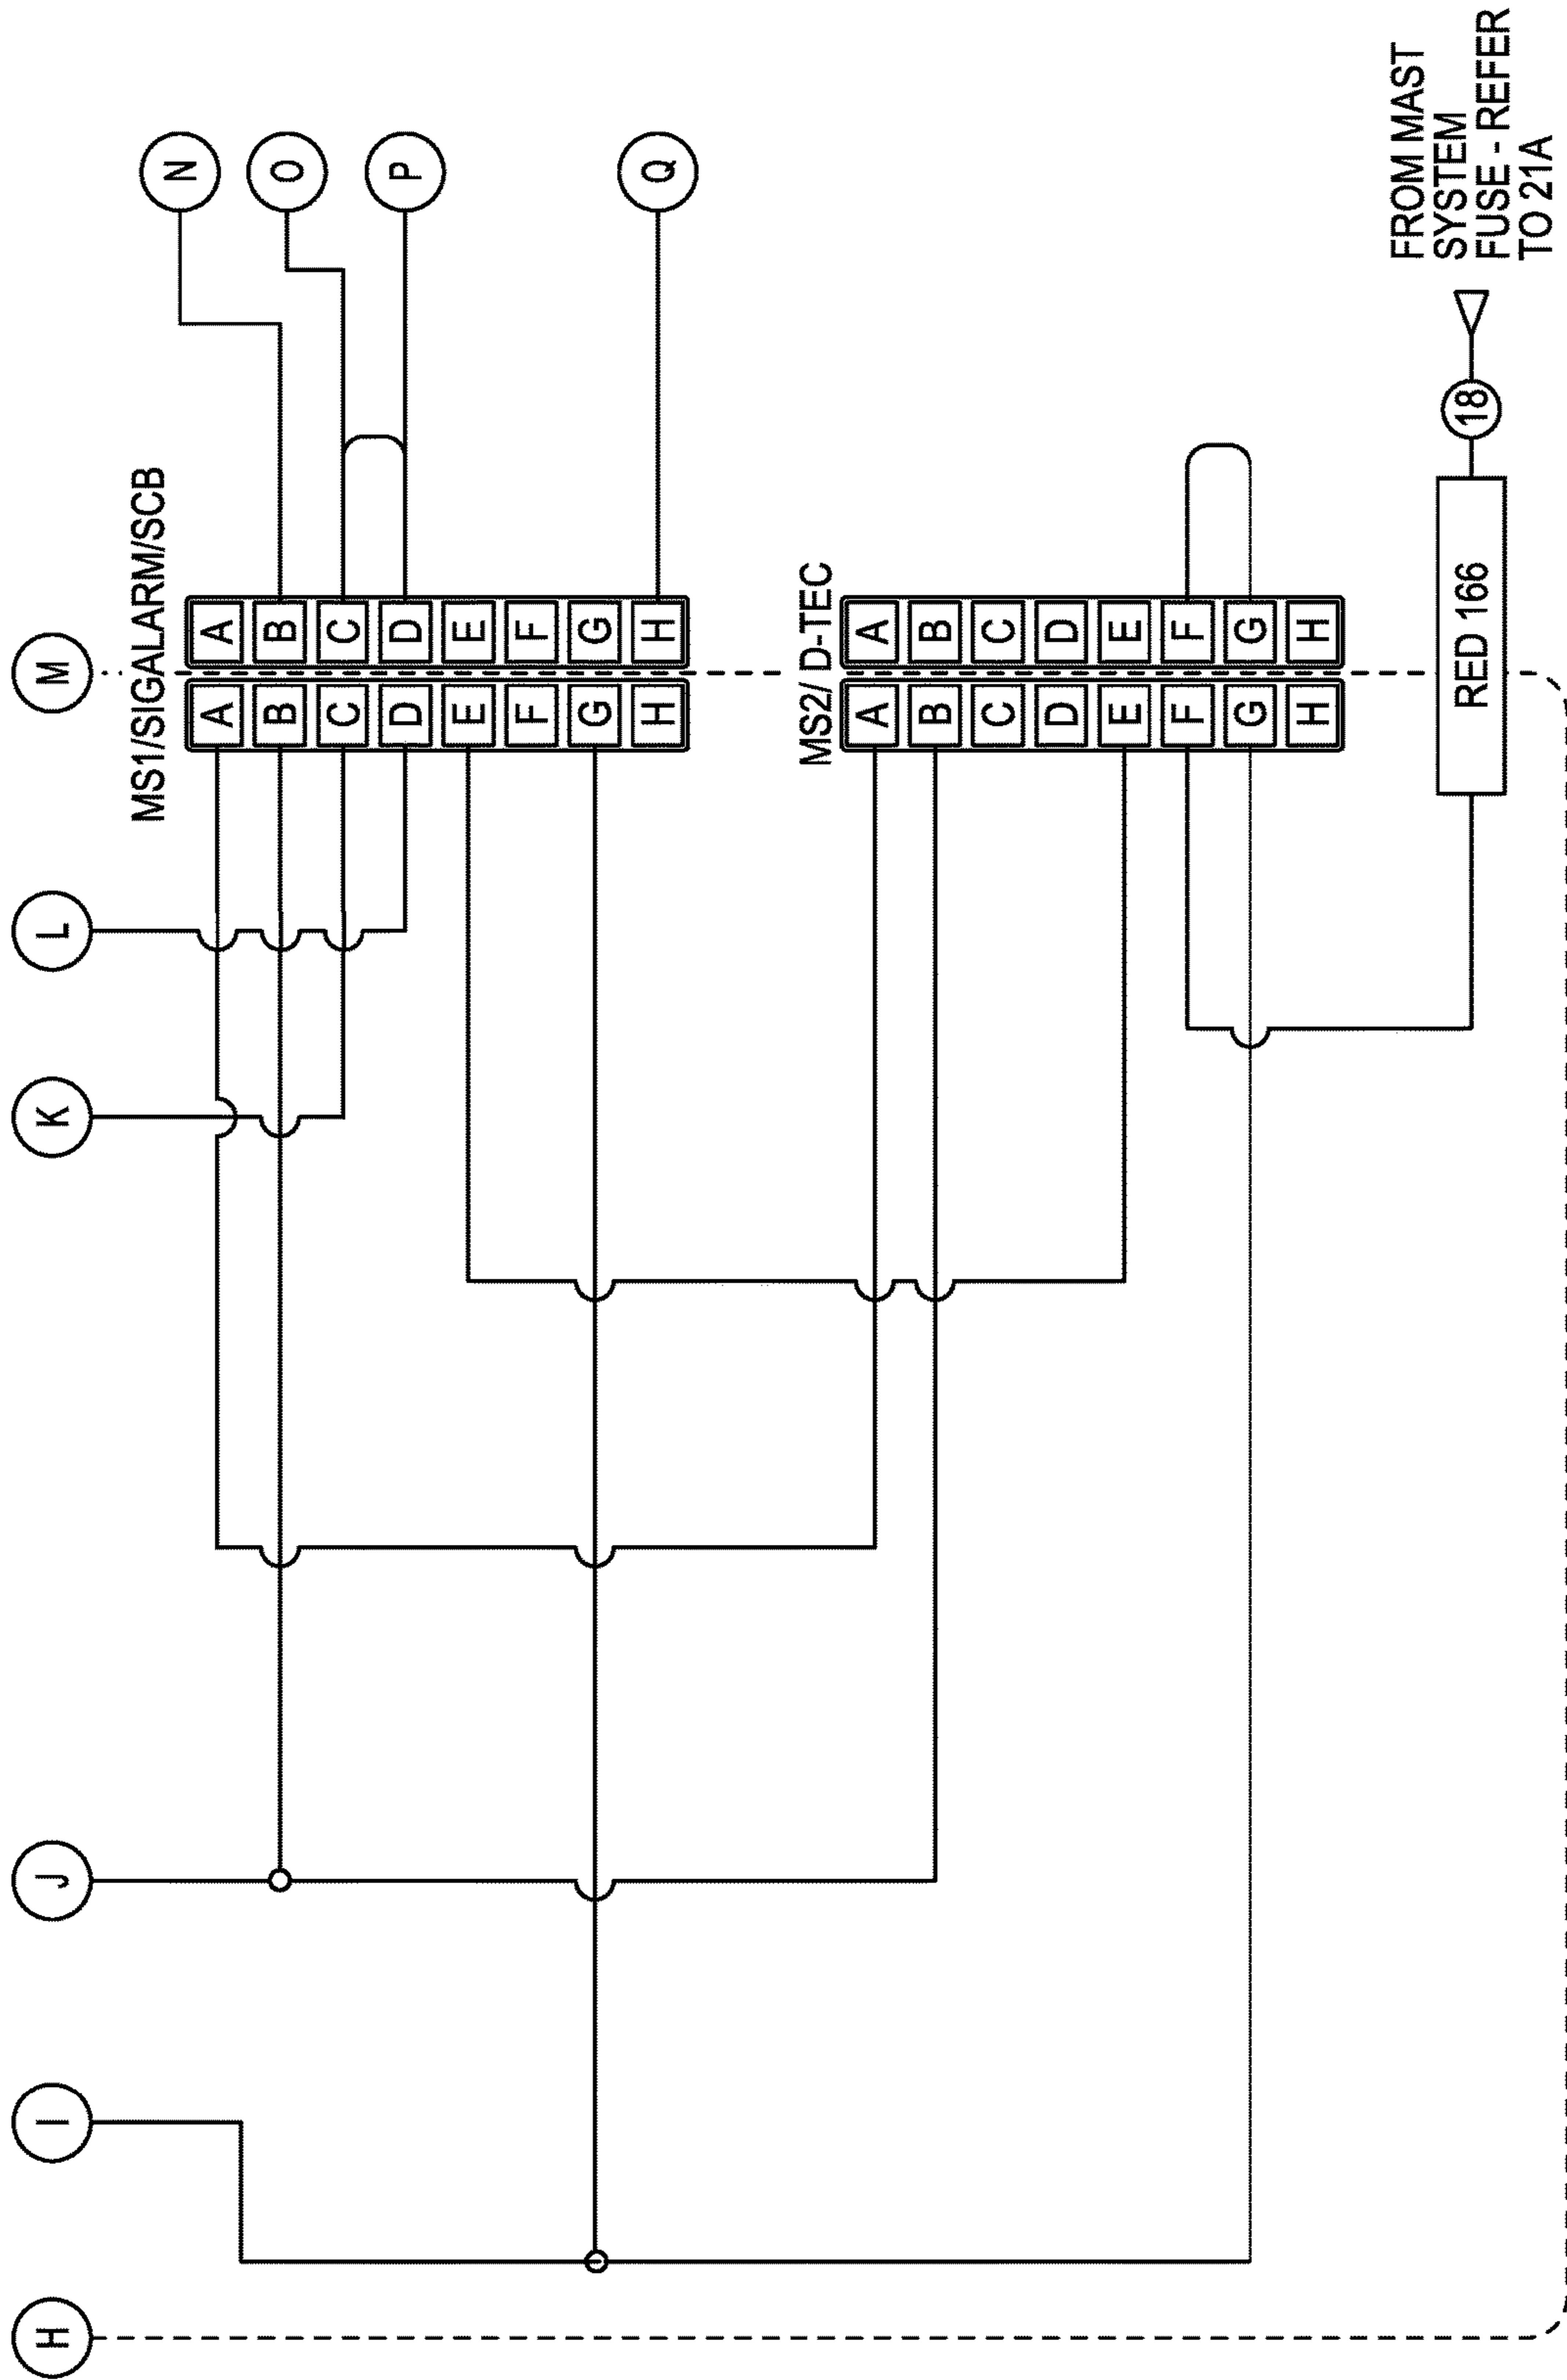 H I J K L M
MS1/SIGALARM/SCB
N
A A
B B
O
C C
D D
P
E E
F F
G G
H H
Q
MS2/ D-TEC
A A
B B
C C
D D
E E
F F
G G
H H
RED 166
18
FROM MAST
SYSTEM
FUSE - REFER
TO 21A